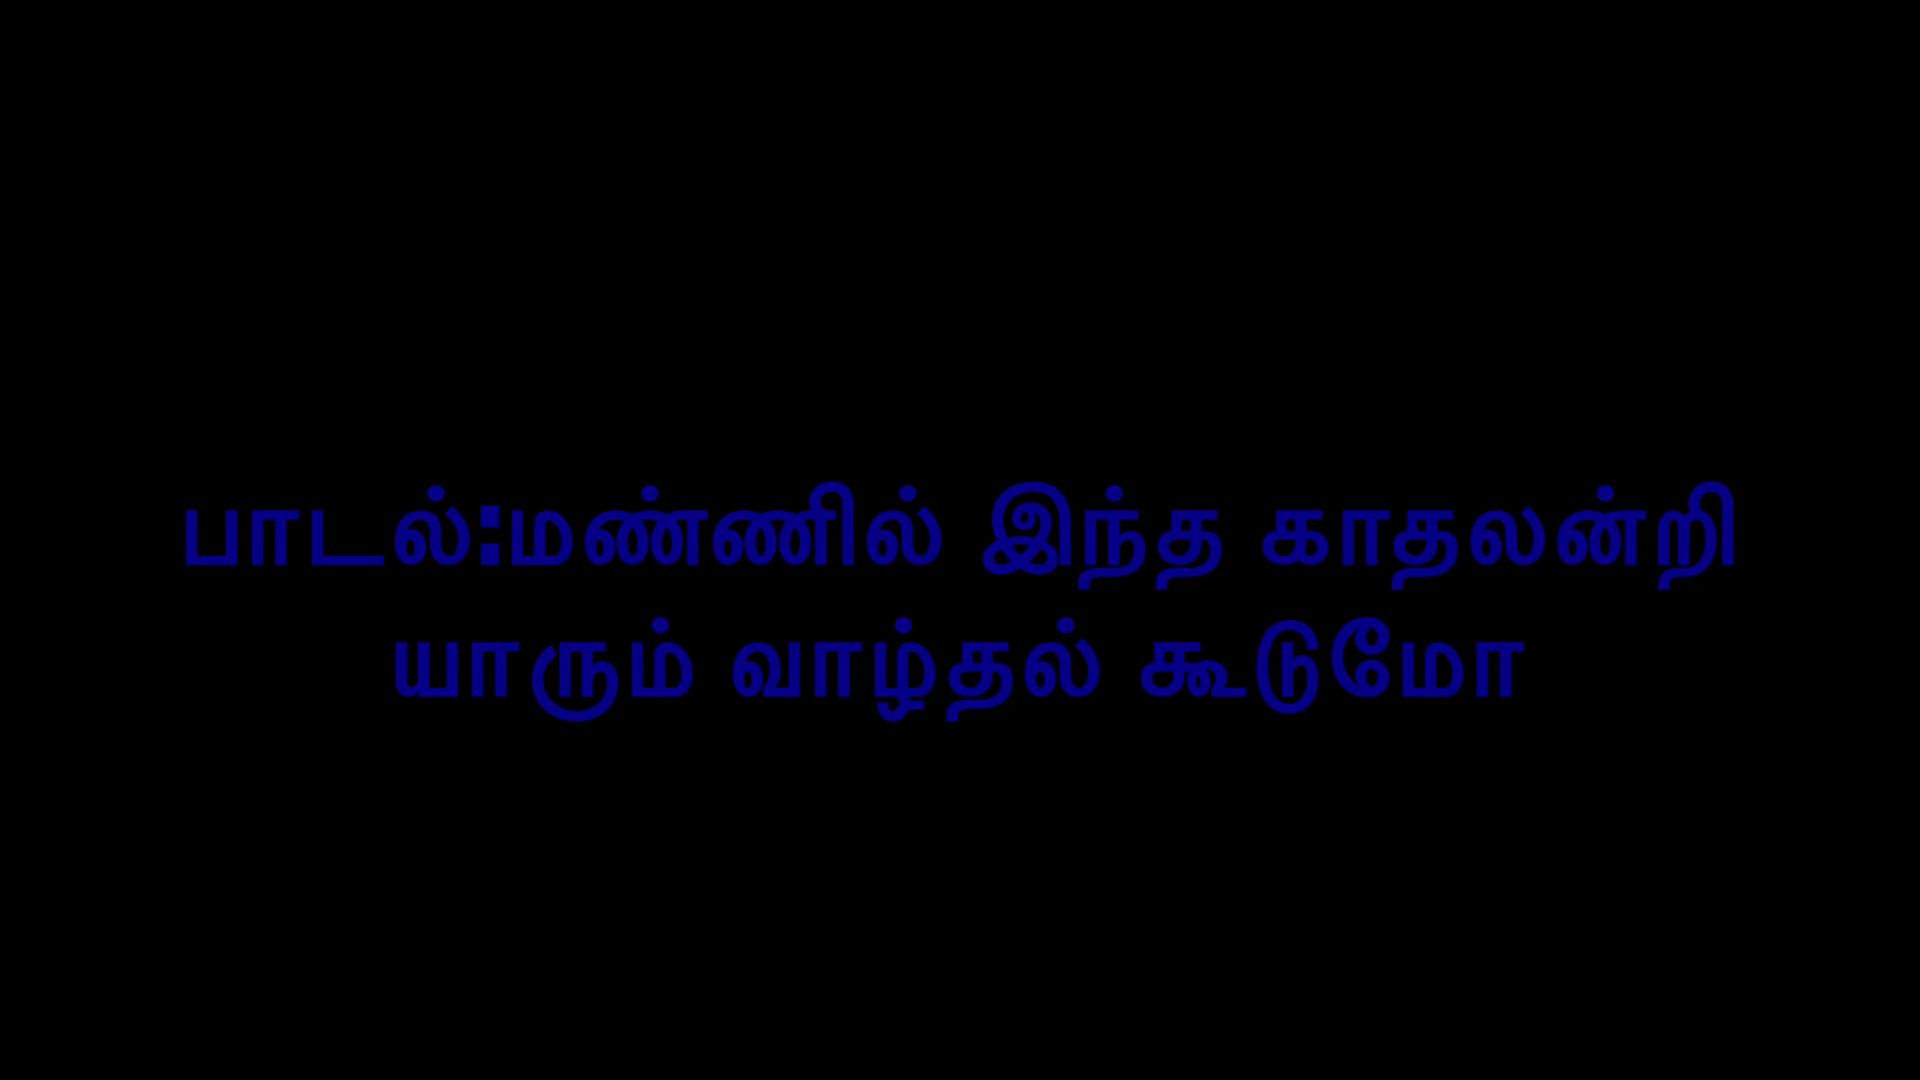 பாடல்:மண்ணில் இந்த காதலன்றி
யாரும் வாழ்தல் கூடுமோ